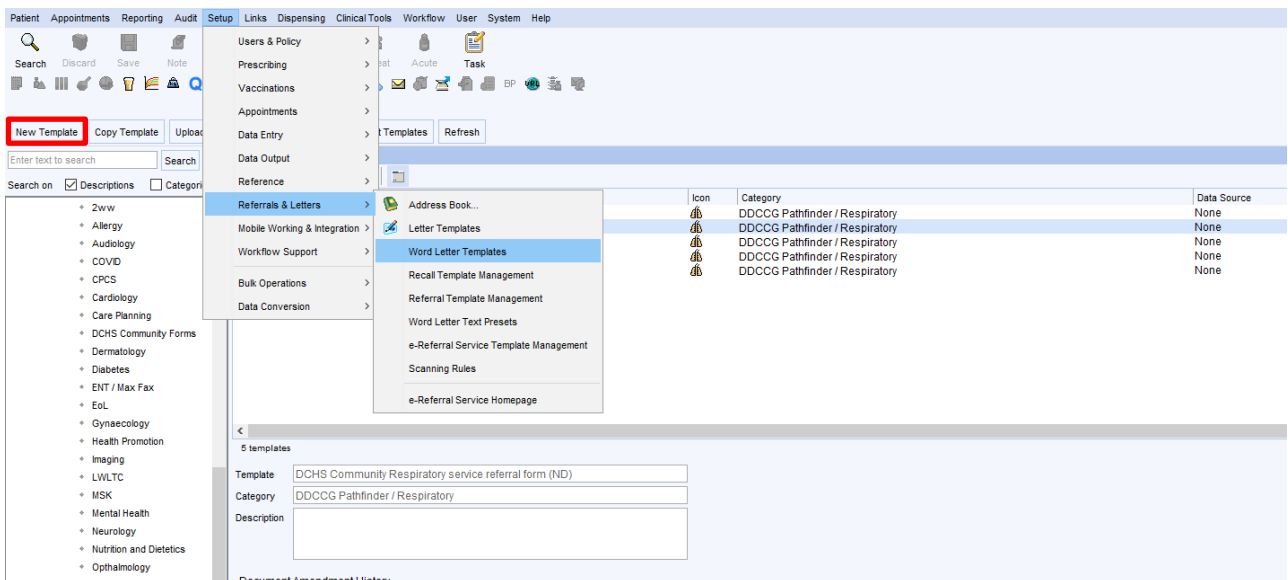 Patient Appointments Reporting Audit Setup Links Dispensing Clinical Tools Workflow User System Help
Search Discard Save Note Acute Task
BP
New Template Copy Template Templates Refresh
Enter text to search Search
Search on Descriptions
2ww
Allergy
Audiology
COVID
CPCS
Cardiology
Care Planning
DCHS Community Forms
Dermatology
Diabetes
ENT / Max Fax
EoL
Gynaecology
Health Promotion
Imaging
LWLTC
MSK
Mental Health
Neurology
Nutrition and Dietetics
Opthalmology
Users & Policy
Prescribing
Vaccinations
Appointments
Data Entry
Data Output
Reference
Referrals & Letters
Mobile Working & Integration
Workflow Support
Bulk Operations
Data Conversion
Address Book...
Letter Templates
Word Letter Templates
Recall Template Management
Referral Template Management
Word Letter Text Presets
e-Referral Service Template Management
Scanning Rules
e-Referral Service Homepage
Icon Category Data Source
DDCCG Pathfinder / Respiratory None
DDCCG Pathfinder / Respiratory None
DDCCG Pathfinder / Respiratory None
DDCCG Pathfinder / Respiratory None
DDCCG Pathfinder / Respiratory None
5 templates
Template DCHS Community Respiratory service referral form (ND)
Category DDCCG Pathfinder / Respiratory
Description
Document Amendment History